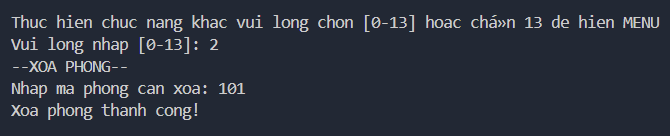 Thuc hien chuc nang khac vui long chon [0-13] hoac chá»n 13 de hien MENU
Vui long nhap [0-13]: 2
--XOA PHONG--
Nhap ma phong can xoa: 101
Xoa phong thanh cong!